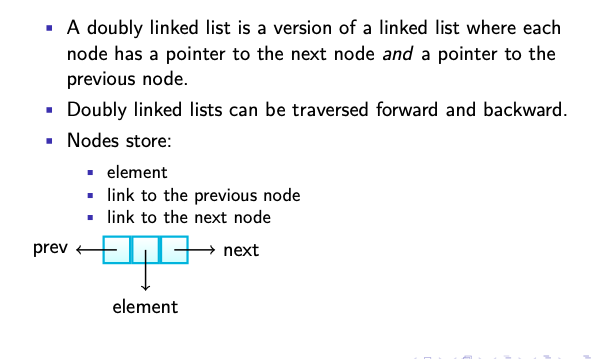 ▪ A doubly linked list is a version of a linked list where each
node has a pointer to the next node and a pointer to the
previous node.
▪ Doubly linked lists can be traversed forward and backward.
▪ Nodes store:
▪ element
▪ link to the previous node
▪ link to the next node
prev next
element